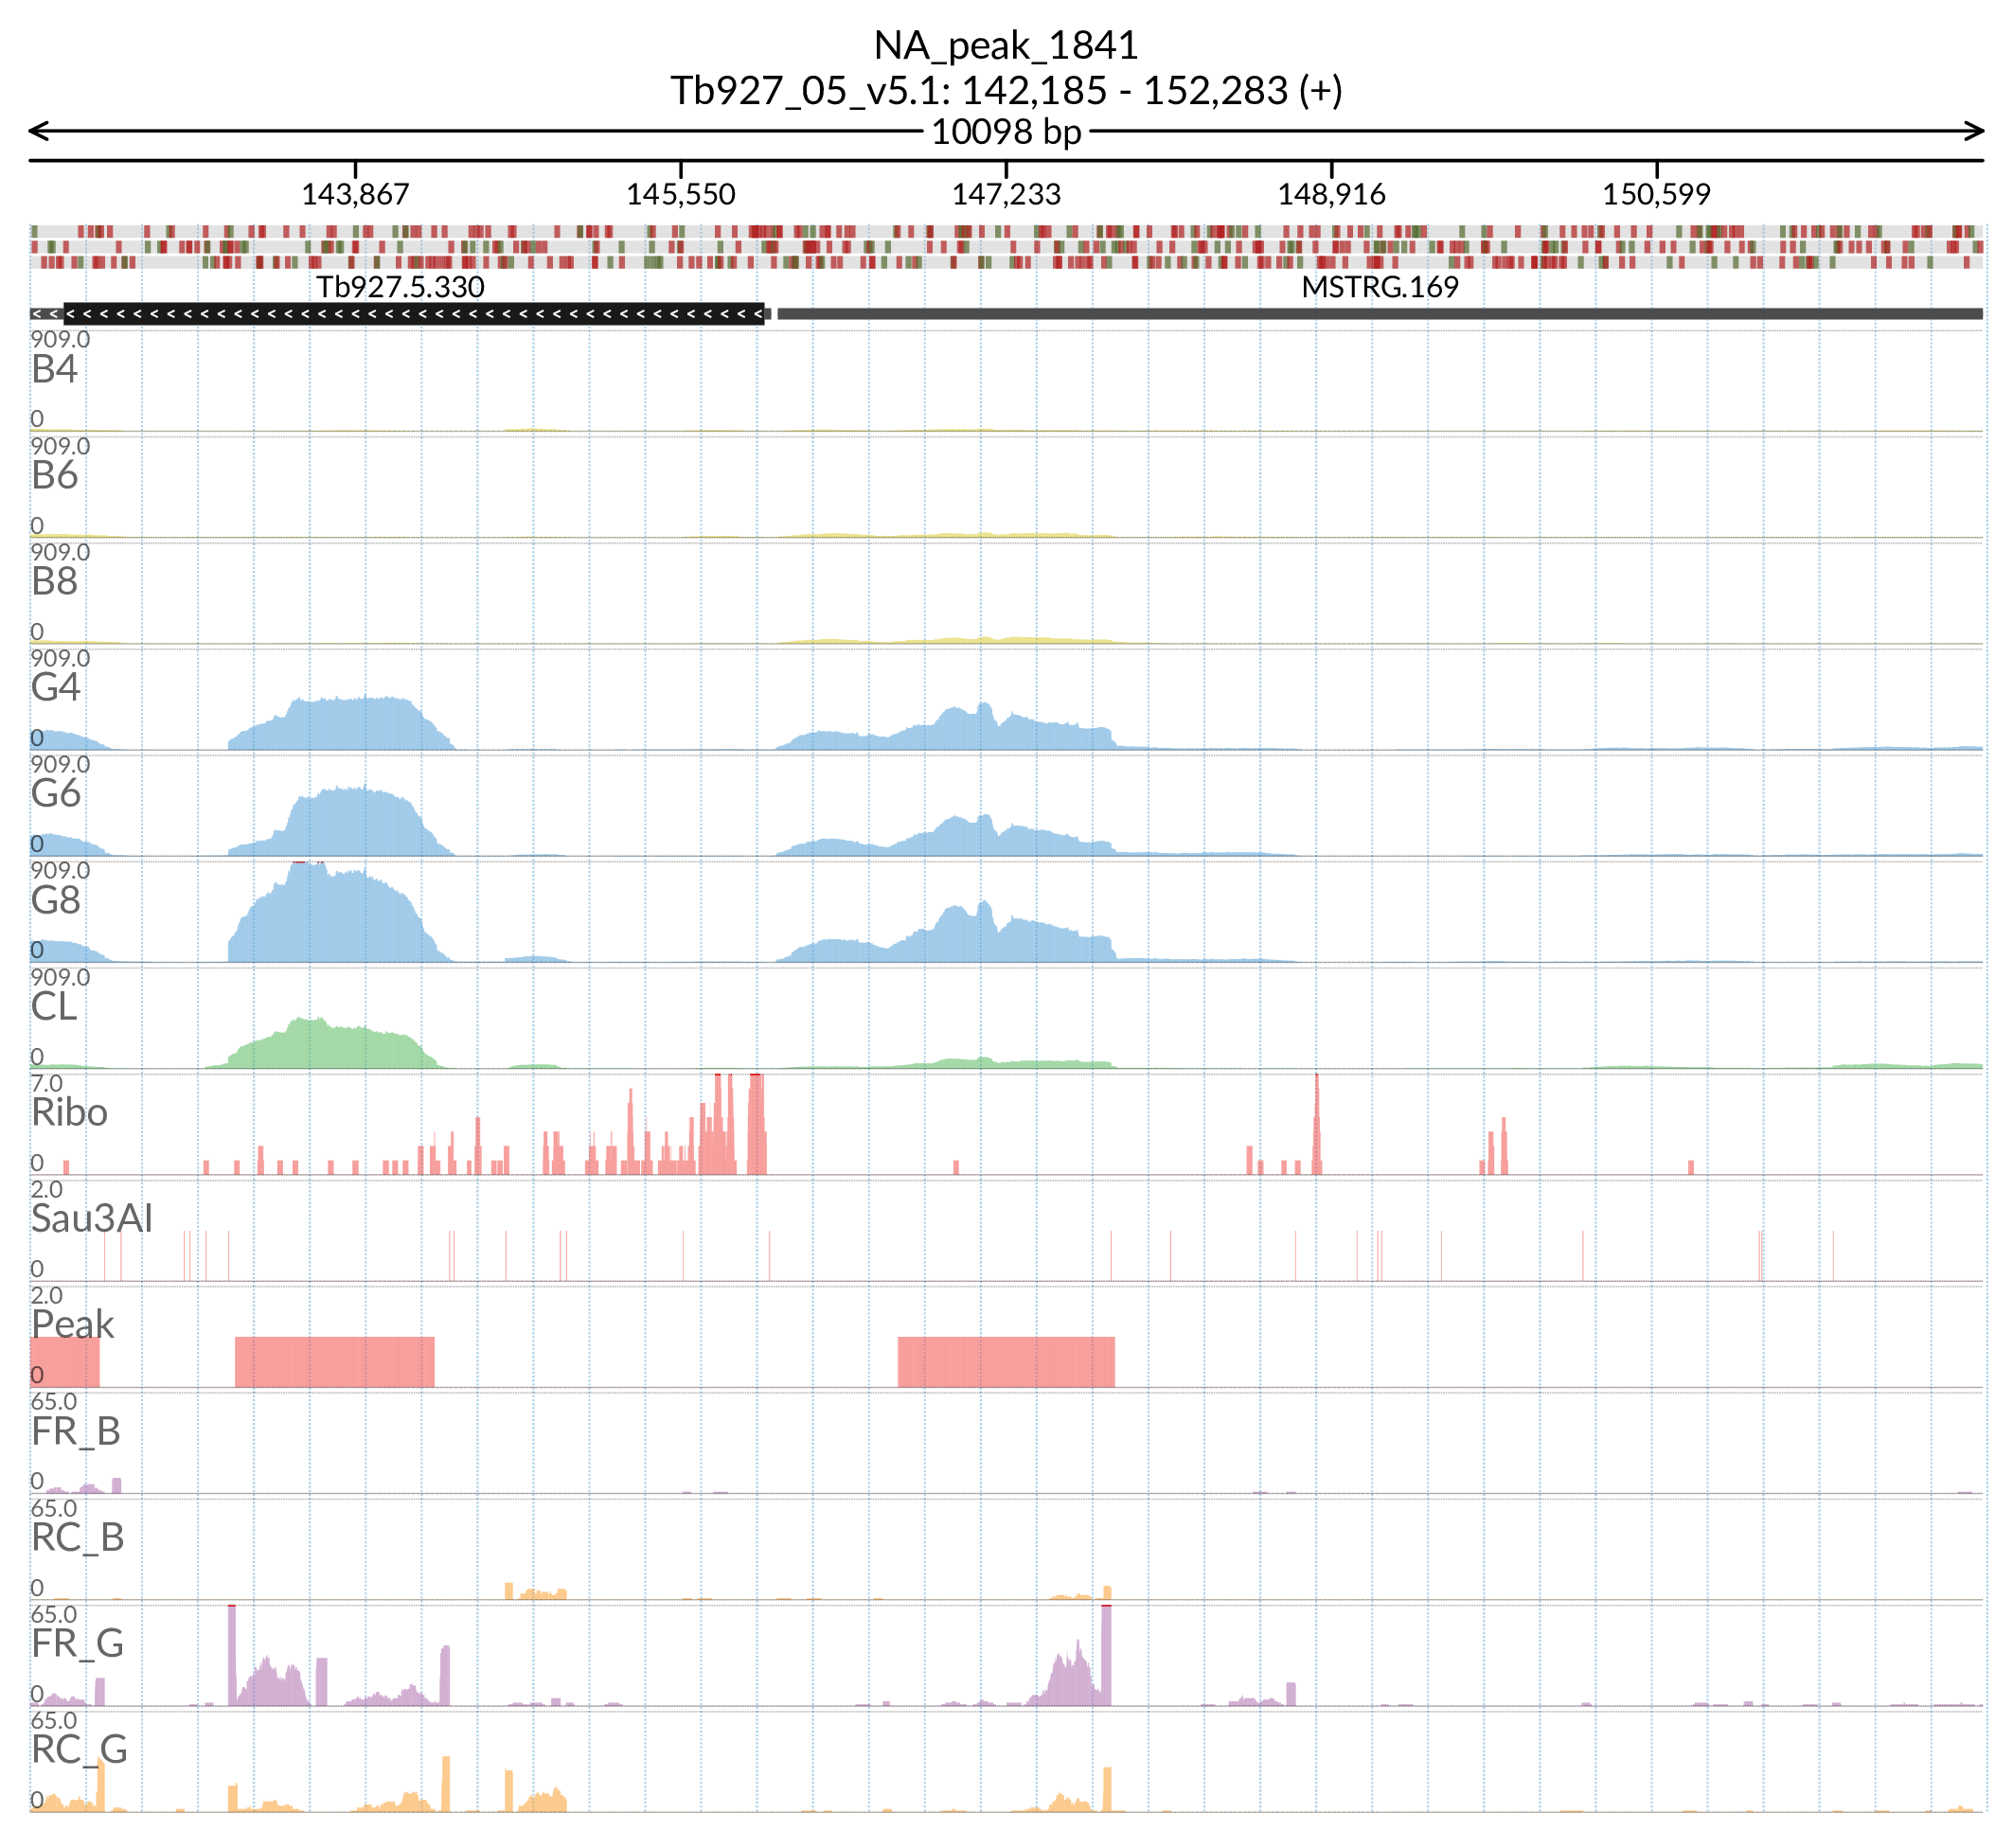 NA_peak_1841
Tb927_05_v5.1: 142,185 - 152,283 (+)
10098 bp
143,867 145,550 147,233 148,916 150,599
Tb927.5.330 MSTRG.169
909.0
B4
0
909.0
B6
0
909.0
B8
0
909.0
G4
0
909.0
G6
0
909.0
G8
0
909.0
CL
0
7.0
Ribo
0
2.0
Sau3AI
0
2.0
Peak
0
65.0
FR_B
0
65.0
RC_B
0
65.0
FR_G
0
65.0
RC_G
0